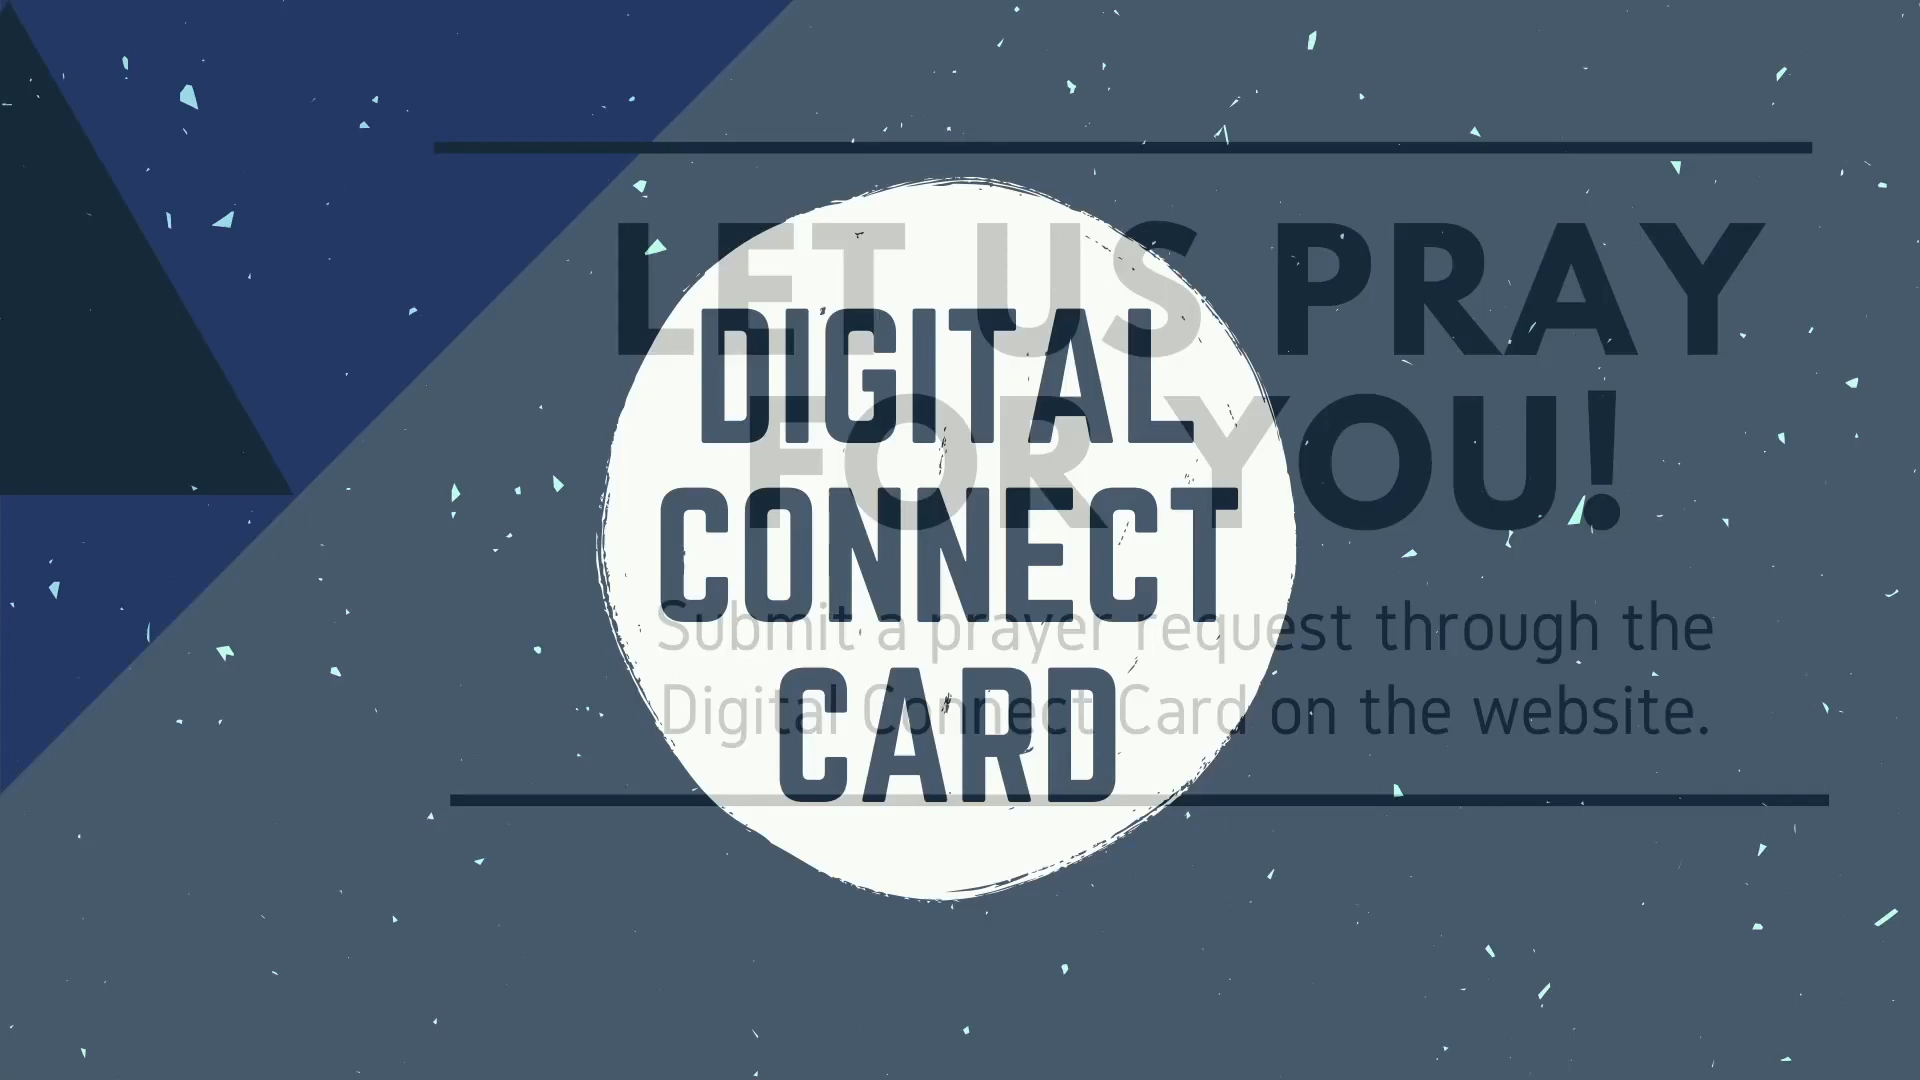 LET US PRAY
FOR YOU!
Submit a prayer request through the
Digital Connect Card on the website.
DIGITAL
CONNECT
CARD